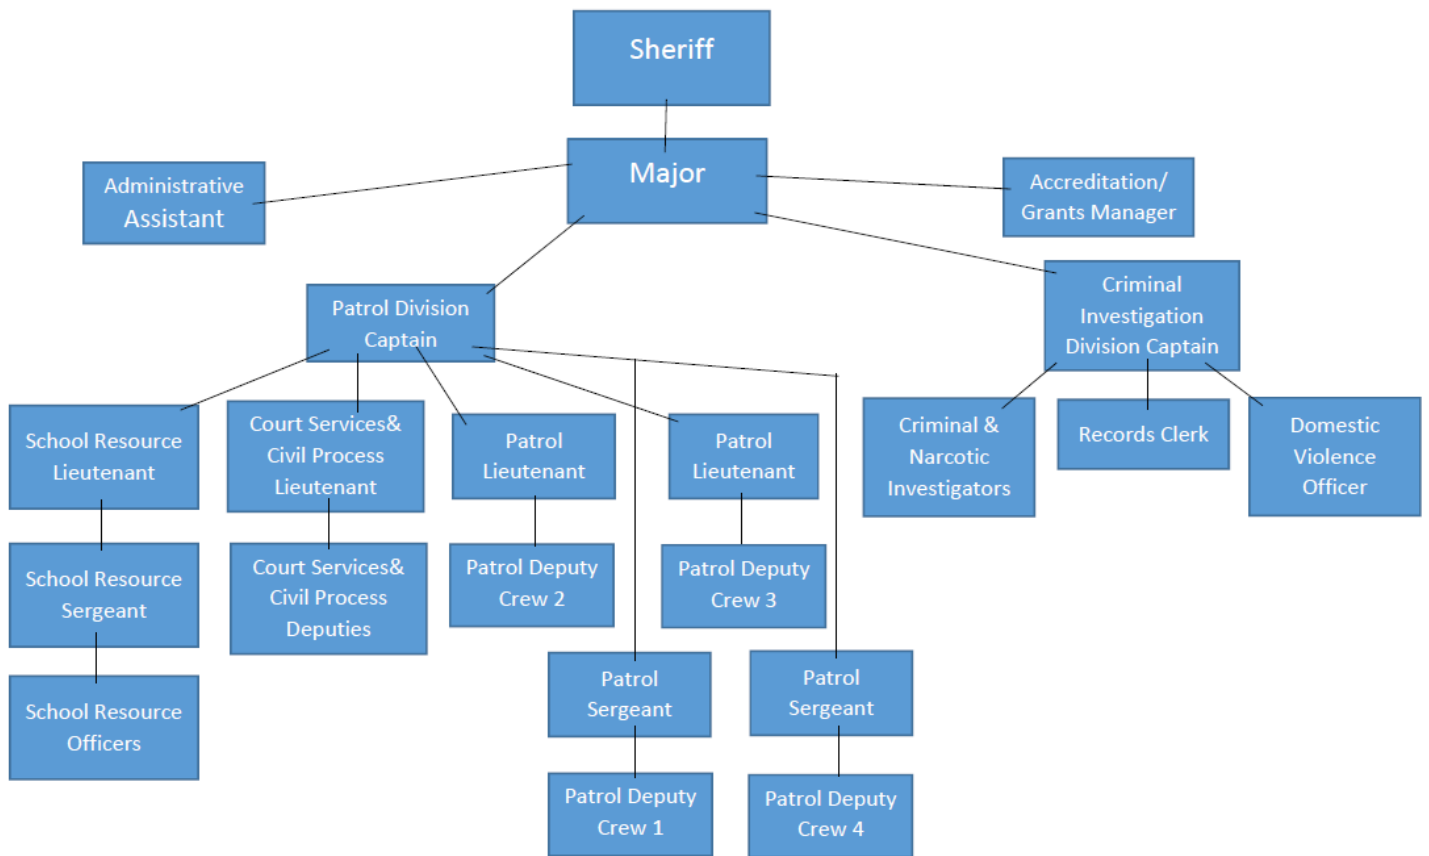 Sheriff
Major
Administrative
Assistant
Accreditation/
Grants Manager
Patrol Division
Captain
Criminal
Investigation
Division Captain
School Resource
Lieutenant
Court Services&
Civil Process
Lieutenant
Patrol
Lieutenant
Patrol
Lieutenant
Criminal &
Narcotic
Investigators
Records Clerk
Domestic
Violence
Officer
School Resource
Sergeant
Court Services&
Civil Process
Deputies
Patrol Deputy
Crew 2
Patrol Deputy
Crew 3
School Resource
Officers
Patrol
Sergeant
Patrol
Sergeant
Patrol Deputy
Crew 1
Patrol Deputy
Crew 4